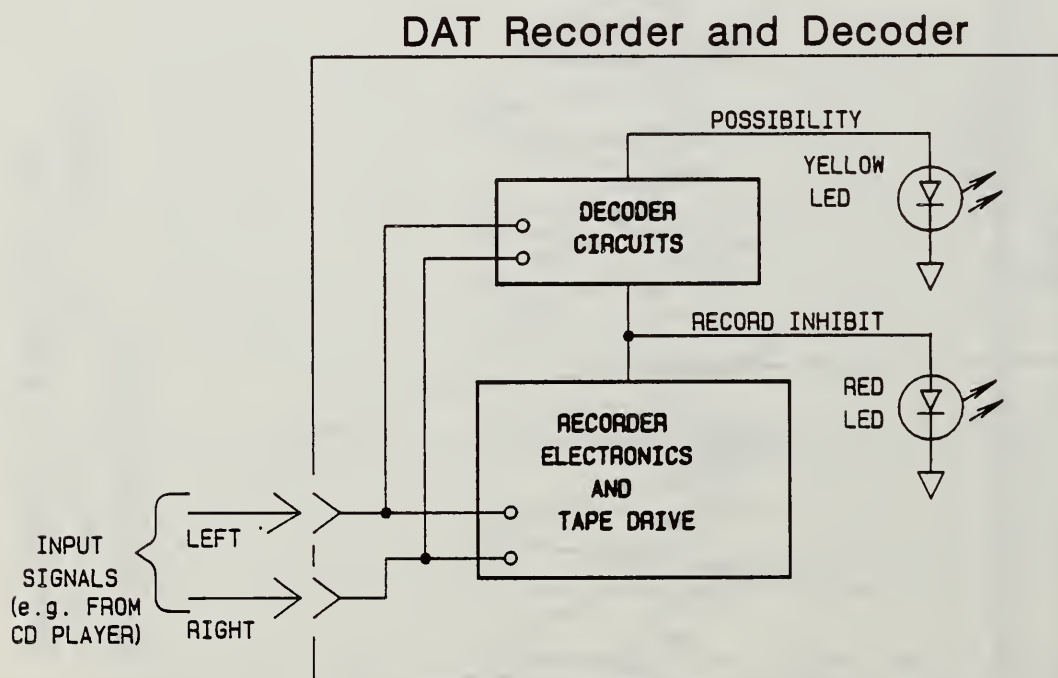 DAT Recorder and Decoder
POSSIBILITY
YELLOW
LED
DECODER
CIRCUITS
RECORD INHIBIT
RED
LED
RECORDER
ELECTRONICS
AND
TAPE DRIVE
LEFT
INPUT
SIGNALS
(e.g. FROM
CD PLAYER)
RIGHT